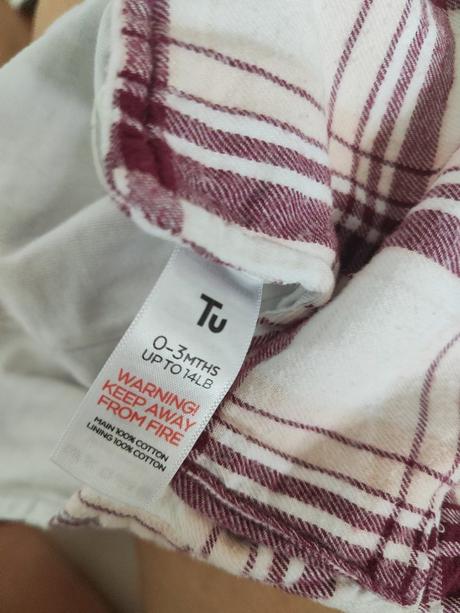 Tu
0-3MTHS
UP TO 14LB
WARNING!
KEEP AWAY
FROM FIRE
MAIN 100% COTTON
LINING 100% COTTON